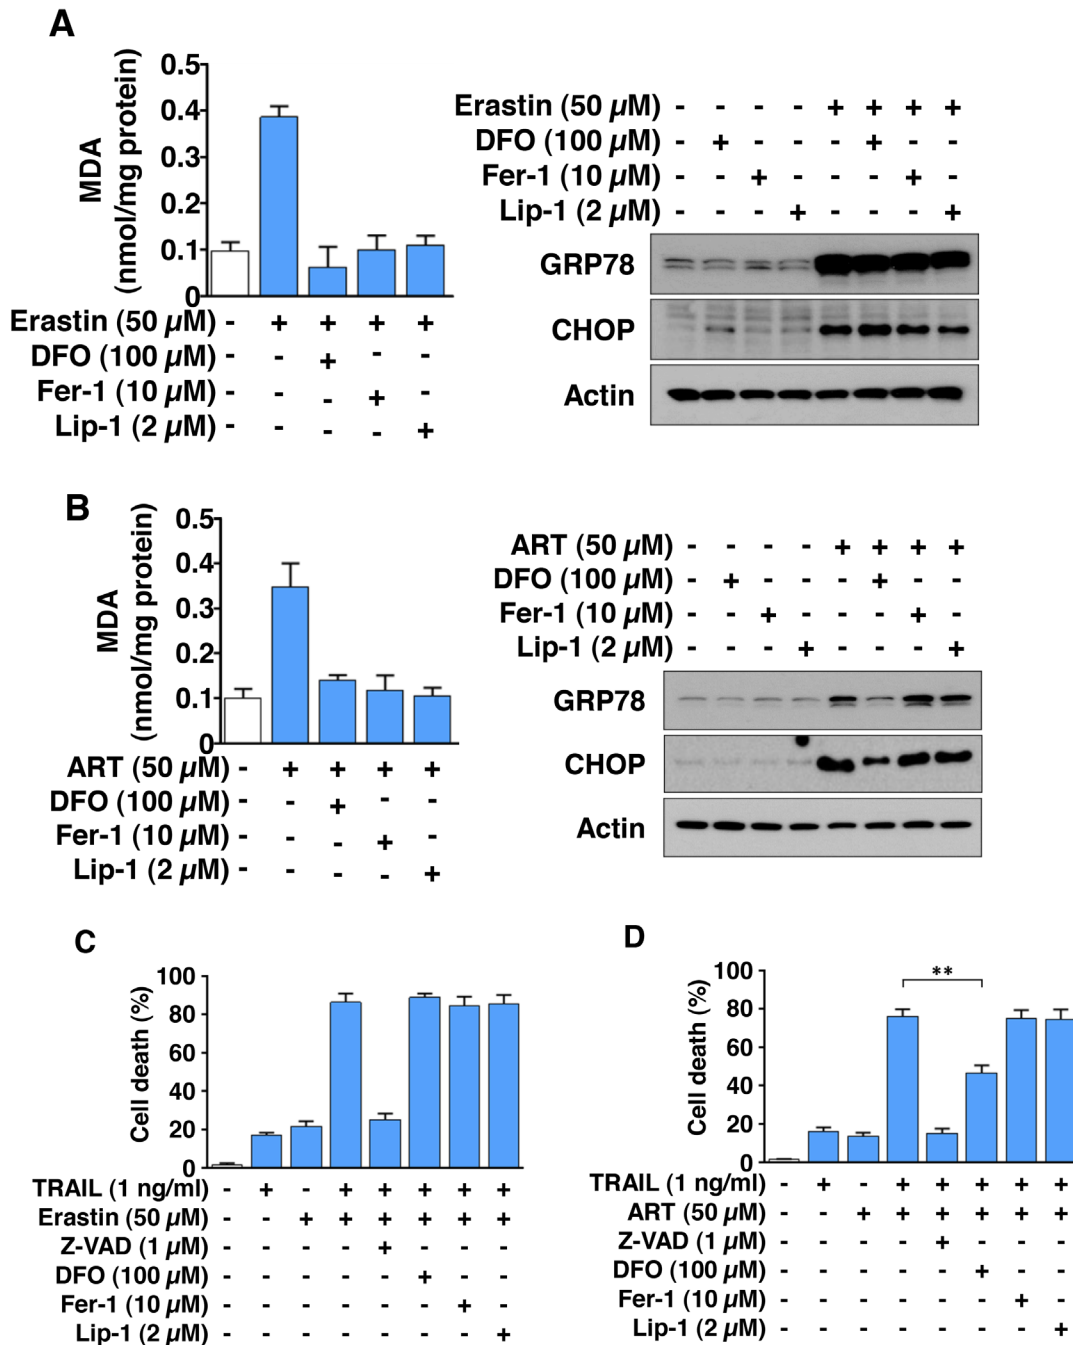 A
0.5
0.4
0.3
0.2
0.1
0
MDA
(nmol/mg protein)
Erastin (50 µM) - + + + +
DFO (100 µM) - - + - -
Fer-1 (10 µM) - - - + -
Lip-1 (2 µM) - - - - +
Erastin (50 µM) - - - - + + + +
DFO (100 µM) - + - - - + - -
Fer-1 (10 µM) - - + - - - + -
Lip-1 (2 µM) - - - + - - - +
GRP78
CHOP
Actin
B
0.5
0.4
0.3
0.2
0.1
0
MDA
(nmol/mg protein)
ART (50 µM) - + + + +
DFO (100 µM) - - + - -
Fer-1 (10 µM) - - - + -
Lip-1 (2 µM) - - - - +
ART (50 µM) - - - - + + + +
DFO (100 µM) - + - - - + - -
Fer-1 (10 µM) - - + - - - + -
Lip-1 (2 µM) - - - + - - - +
GRP78
CHOP
Actin
C
100
80
60
40
20
0
Cell death (%)
TRAIL (1 ng/ml) - + - + + + + +
Erastin (50 µM) - - + + + + + +
Z-VAD (1 µM) - - - - + - - -
DFO (100 µM) - - - - - + - -
Fer-1 (10 µM) - - - - - - + -
Lip-1 (2 µM) - - - - - - - +
D
100
80
60
40
20
0
Cell death (%)
**
TRAIL (1 ng/ml) - + - + + + + +
ART (50 µM) - - + + + + + +
Z-VAD (1 µM) - - - - + - - -
DFO (100 µM) - - - - - + - -
Fer-1 (10 µM) - - - - - - + -
Lip-1 (2 µM) - - - - - - - +